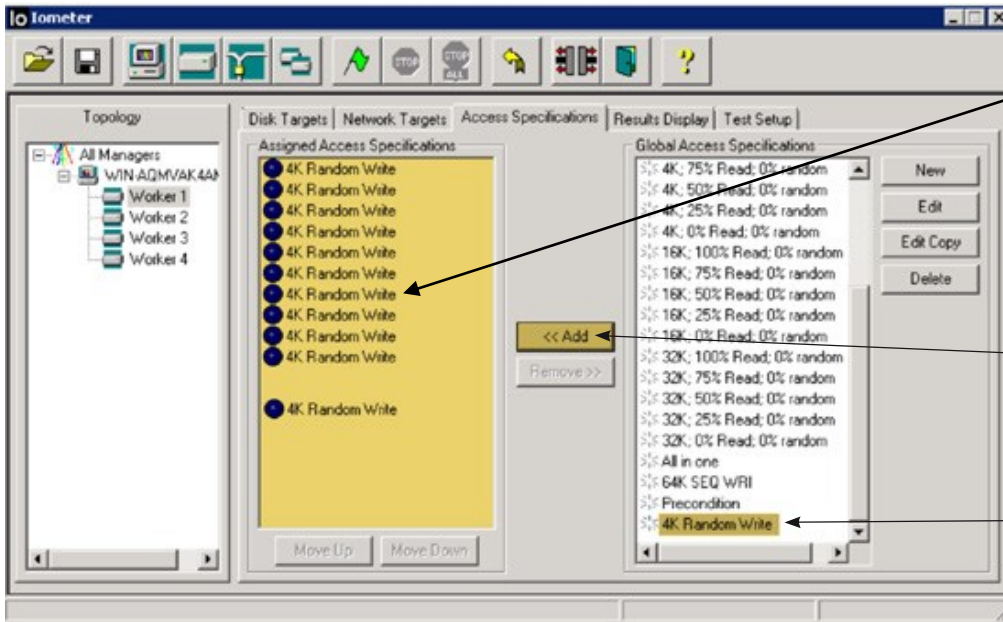 Iometer
STOP
STOP ALL
Topology
All Managers
WIN-AQMVAK4AN
Worker 1
Worker 2
Worker 3
Worker 4
Disk Targets
Network Targets
Access Specifications
Results Display
Test Setup
Assigned Access Specifications
4K Random Write
4K Random Write
4K Random Write
4K Random Write
4K Random Write
4K Random Write
4K Random Write
4K Random Write
4K Random Write
4K Random Write
4K Random Write
Move Up
Move Down
<< Add
Remove >>
Global Access Specifications
4K; 75% Read; 0% random
4K; 50% Read; 0% random
4K; 25% Read; 0% random
4K; 0% Read; 0% random
16K; 100% Read; 0% random
16K; 75% Read; 0% random
16K; 50% Read; 0% random
16K; 25% Read; 0% random
16K; 0% Read; 0% random
32K; 100% Read; 0% random
32K; 75% Read; 0% random
32K; 50% Read; 0% random
32K; 25% Read; 0% random
32K; 0% Read; 0% random
All in one
64K SEQ WRI
Precondition
4K Random Write
New
Edit
Edit Copy
Delete